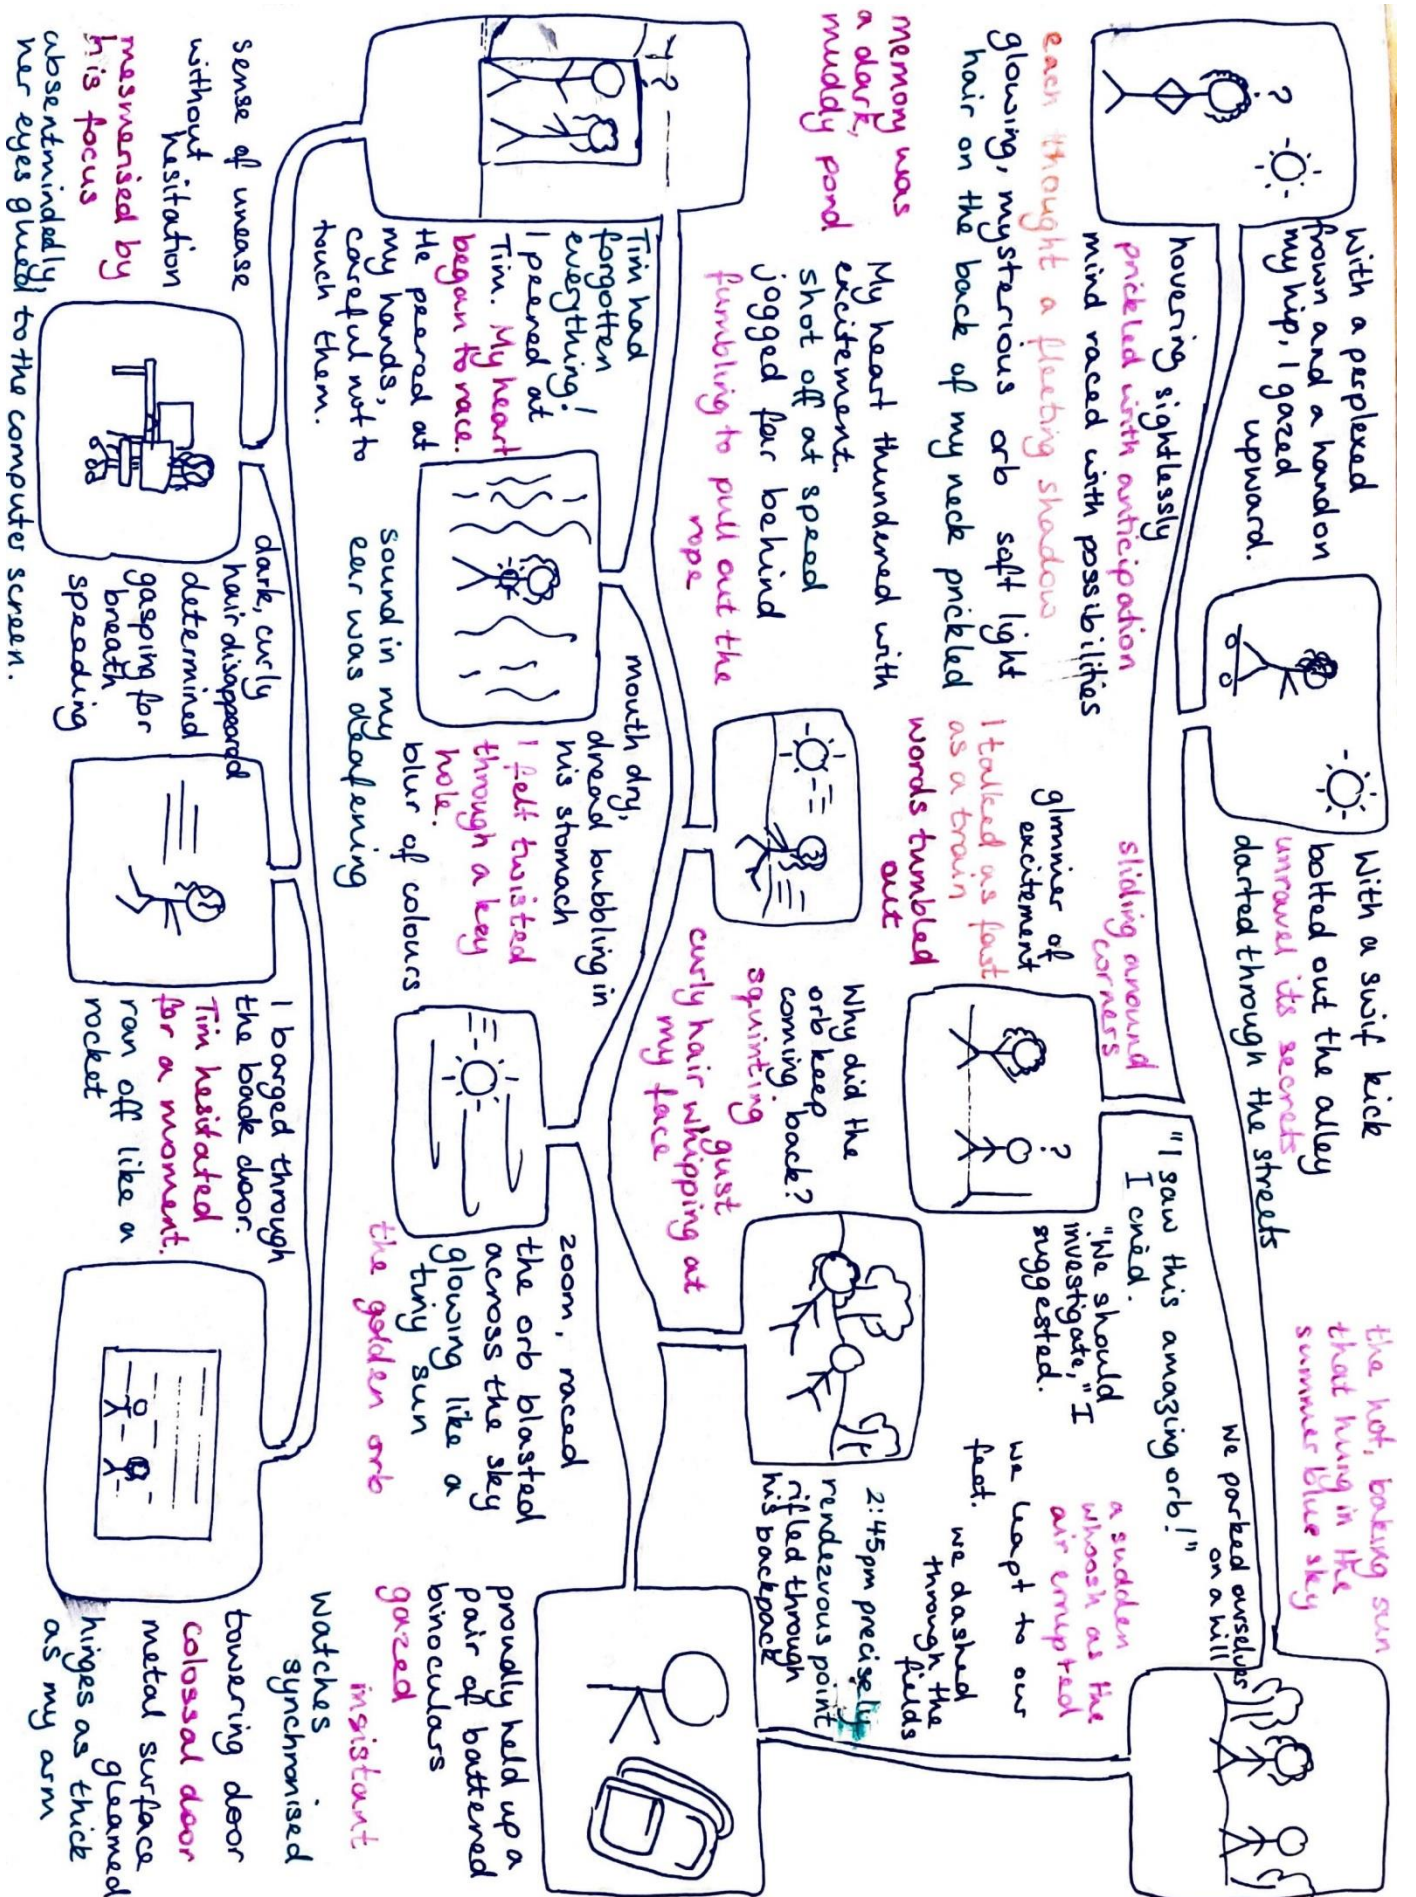 With a perplexed
frown and a hand on
my hip, I gazed
upward.
hovering sightlessly
prickled with anticipation
mind raced with possibilities
each thought a fleeting shadow
glowing, mysterious orb soft light
hair on the back of my neck prickled
With a swif kick
botted out the alley
unravel its secrets
darted through the streets
sliding around
corners
the hot, baking sun
that hung in the
summer blue sky
We parked ourselves
on a hill
"I saw this amazing orb!"
I cried.
"We should
investigate," I
suggested.
glimmer of
excitement
I talked as fast
as a train
words tumbled
out
a sudden
whoosh as the
air errupted
we leapt to our
feet. we dashed
through the
fields
2:45pm precisely
rendezvous point
rifled through
his backpack
memory was
a dark,
muddy pond
My heart thundered with
excitement.
shot off at speed
jogged far behind
fumbling to pull out the
rope
Why did the
orb keep
coming back?
squinting
gust
curly hair whipping at
my face
proudly held up a
pair of battered
binoculars
gazed
insistant
watches
synchronised
Tim had
forgotten
everything!
I peered at
Tim. My heart
began to race.
He peered at
my hands,
careful not to
touch them.
mouth dry,
dread bubbling in
his stomach
I felt twisted
through a key
hole.
blur of colours
sound in my
ear was deafening
zoom, raced
the orb blasted
across the sky
glowing like a
tiny sun
the golden orb
sense of unease
without
hesitation
mesmerised by
his focus
absentmindedly
her eyes glued to the computer screen.
dark, curly
hair disappeared
determined
gasping for
breath
speeding
I barged through
the back door.
Tim hesitated
for a moment.
ran off like a
rocket
towering door
colossal door
metal surface
gleamed
hinges as thick
as my arm